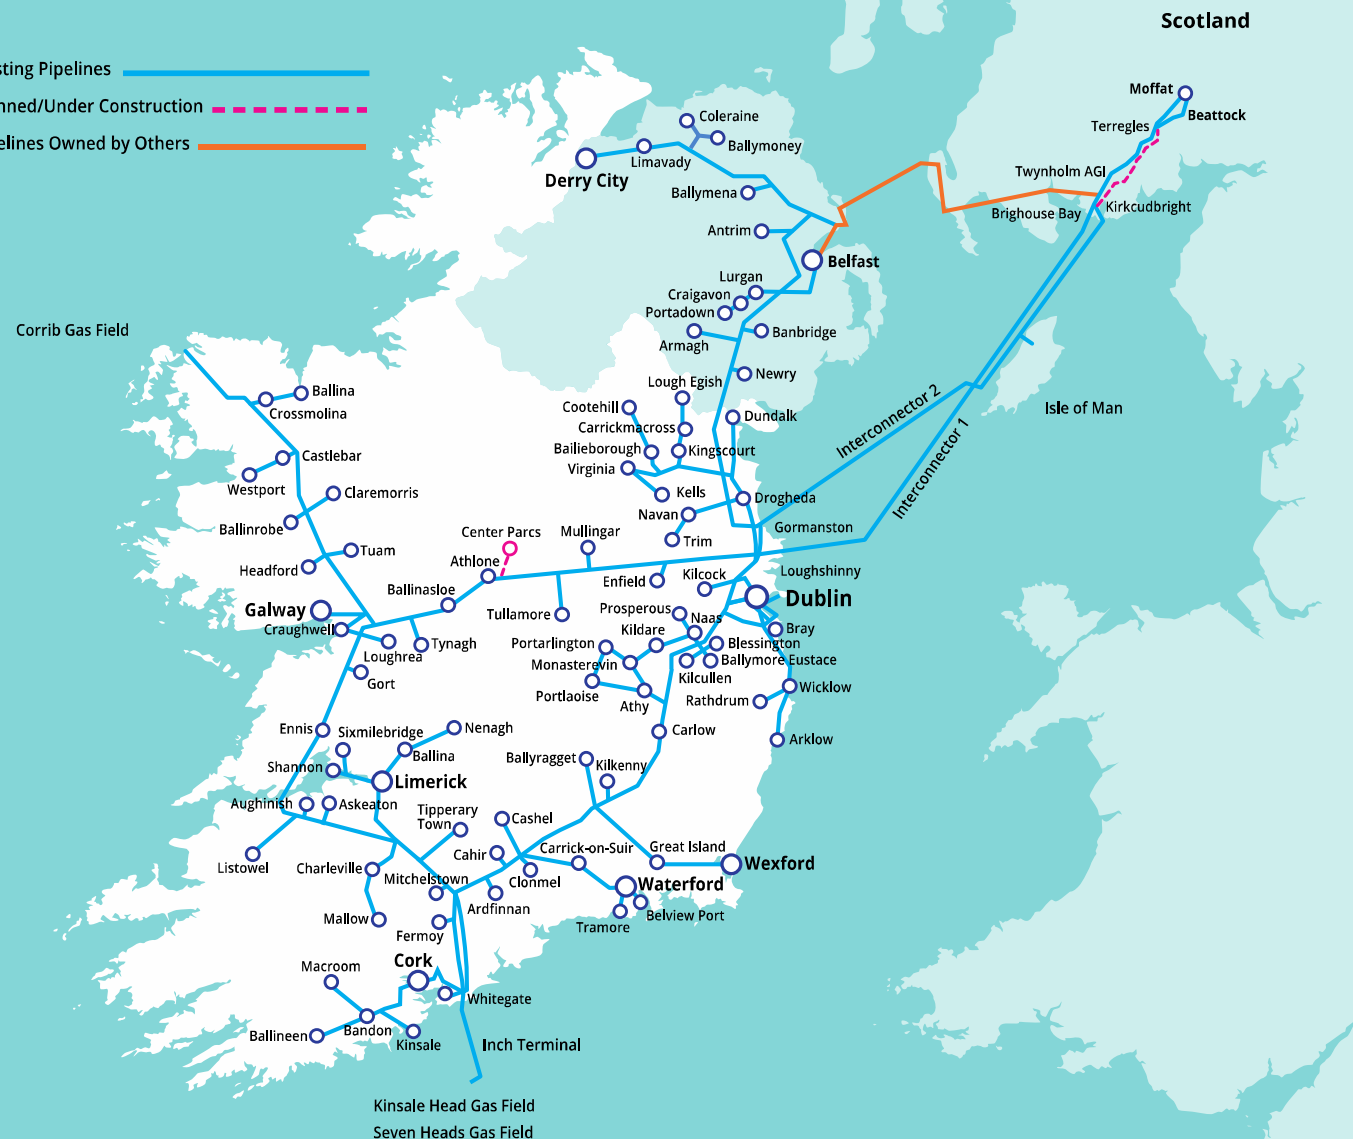 Scotland
sting Pipelines
Moffat
nned/Under Construction
Beattock
Coleraine
Terregles
elines Owned by Others
Ballymoney
Limavady
Twynholm AGI
Derry City
Ballymena
Kirkcudbright
Brighouse Bay
Antrim
Belfast
Lurgan
Craigavon
Portadown
Corrib Gas Field
Banbridge
Armagh
Newry
Lough Egish
Ballina
Interconnector 2
Cootehill
Isle of Man
Crossmolina
Dundalk
Carrickmacross
Interconnector 1
Bailieborough
Kingscourt
Castlebar
Virginia
Westport
Claremorris
Kells
Drogheda
Navan
Ballinrobe
Gormanston
Center Parcs
Mullingar
Trim
Tuam
Athlone
Headford
Loughshinny
Kilcock
Enfield
Ballinasloe
Dublin
Galway
Prosperous
Tullamore
Naas
Craughwell
Kildare
Bray
Portarlington
Blessington
Tynagh
Loughrea
Monasterevin
Ballymore Eustace
Kilcullen
Gort
Wicklow
Portlaoise
Rathdrum
Athy
Ennis
Sixmilebridge
Nenagh
Carlow
Arklow
Ballina
Ballyragget
Kilkenny
Shannon
Limerick
Aughinish
Askeaton
Tipperary
Town
Cashel
Great Island
Carrick-on-Suir
Cahir
Wexford
Listowel
Charleville
Mitchelstown
Clonmel
Waterford
Ardfinnan
Mallow
Belview Port
Tramore
Fermoy
Cork
Macroom
Whitegate
Bandon
Ballineen
Kinsale
Inch Terminal
Kinsale Head Gas Field
Seven Heads Gas Field